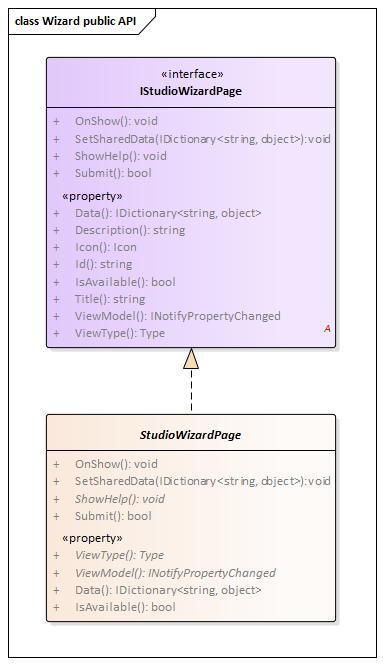 class Wizard public API
«interface»
IStudioWizardPage
+ OnShow(): void
+ SetSharedData(IDictionary<string, object>):void
+ ShowHelp(): void
+ Submit(): bool
«property»
+ Data(): IDictionary<string, object>
+ Description(): string
+ Icon(): Icon
+ Id(): string
+ IsAvailable(): bool
+ Title(): string
+ ViewModel(): INotifyPropertyChanged
+ ViewType(): Type
A
StudioWizardPage
+ OnShow(): void
+ SetSharedData(IDictionary<string, object>):void
+ ShowHelp(): void
+ Submit(): bool
«property»
+ ViewType(): Type
+ ViewModel(): INotifyPropertyChanged
+ Data(): IDictionary<string, object>
+ IsAvailable(): bool